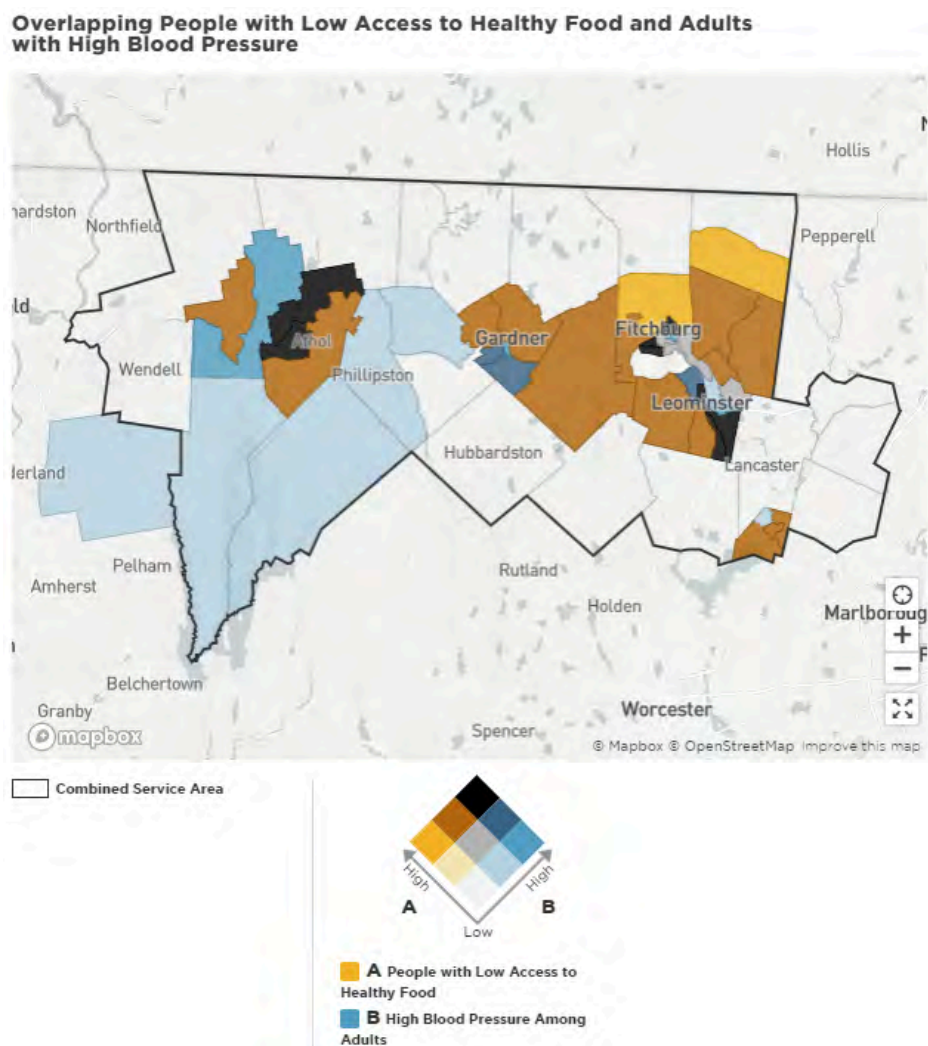 Overlapping People with Low Access to Healthy Food and Adults
with High Blood Pressure
Hollis
Northfield
Pepperell
Fitchburg
Gardner
Athol
Wendell
Phillipston
Leominster
Hubbardston
Lancaster
Pelham
Rutland
Amherst
Holden
Marlboroug
Belchertown
Granby
Worcester
Spencer
mapbox
© Mapbox © OpenStreetMap Improve this map
Combined Service Area
High
High
A
B
Low
A People with Low Access to
Healthy Food
B High Blood Pressure Among
Adults